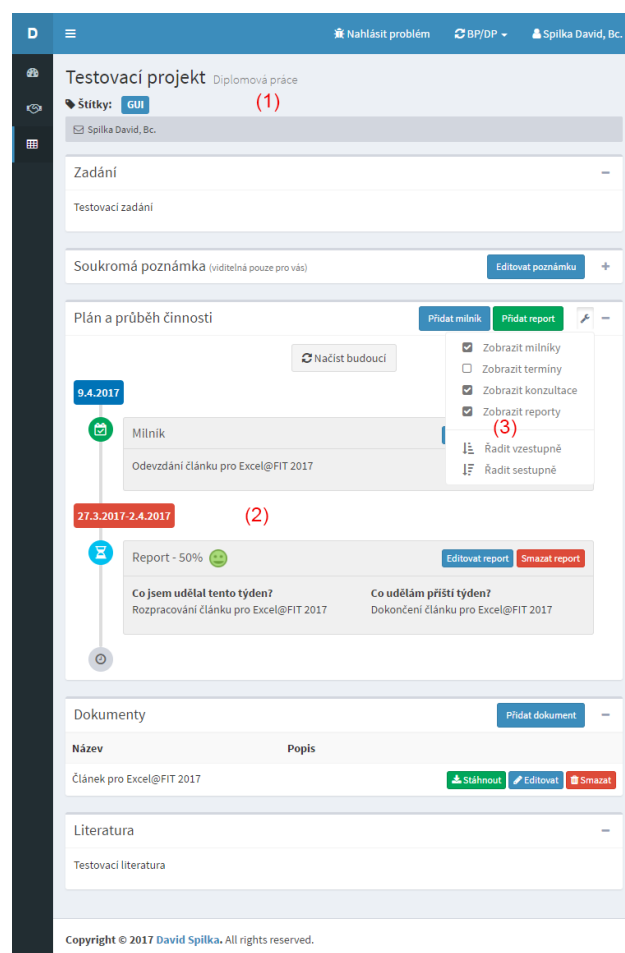 D
Nahlásit problém BP/DP Spilka David, Bc.
Testovací projekt Diplomová práce
Štítky: GUI (1)
Spilka David, Bc.
Zadání
Testovací zadání
Soukromá poznámka (viditelná pouze pro vás) Editovat poznámku
Plán a průběh činnosti Přidat milník Přidat report
Načíst budoucí
Zobrazit milníky
Zobrazit termíny
Zobrazit konzultace
Zobrazit reporty
(3)
Řadit vzestupně
Řadit sestupně
9.4.2017
Milník
Odevzdání článku pro Excel@FIT 2017
27.3.2017-2.4.2017 (2)
Report - 50% Editovat report Smazat report
Co jsem udělal tento týden? Co udělám příští týden?
Rozpracování článku pro Excel@FIT 2017 Dokončení článku pro Excel@FIT 2017
Dokumenty Přidat dokument
Název Popis
Článek pro Excel@FIT 2017 Stáhnout Editovat Smazat
Literatura
Testovací literatura
Copyright © 2017 David Spilka. All rights reserved.